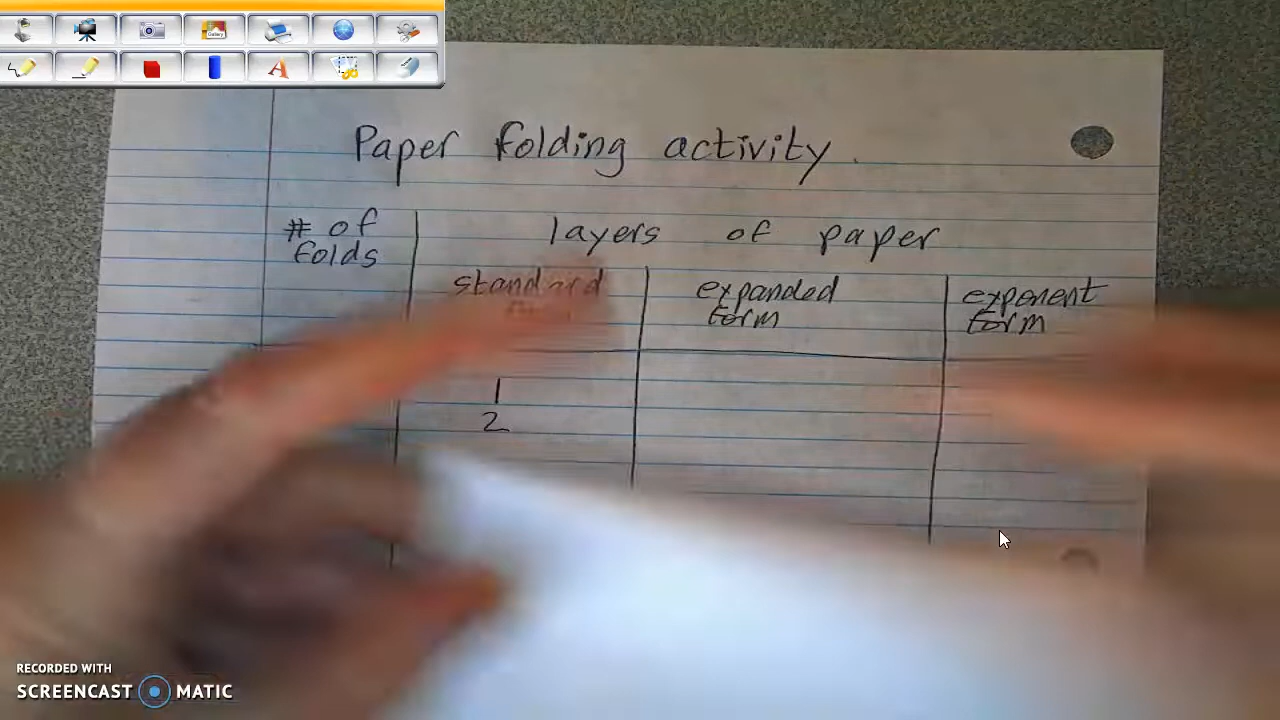 Paper folding activity.
# of
folds
layers of paper
standard
expanded
form
exponent
form
1
2
RECORDED WITH
SCREENCAST MATIC